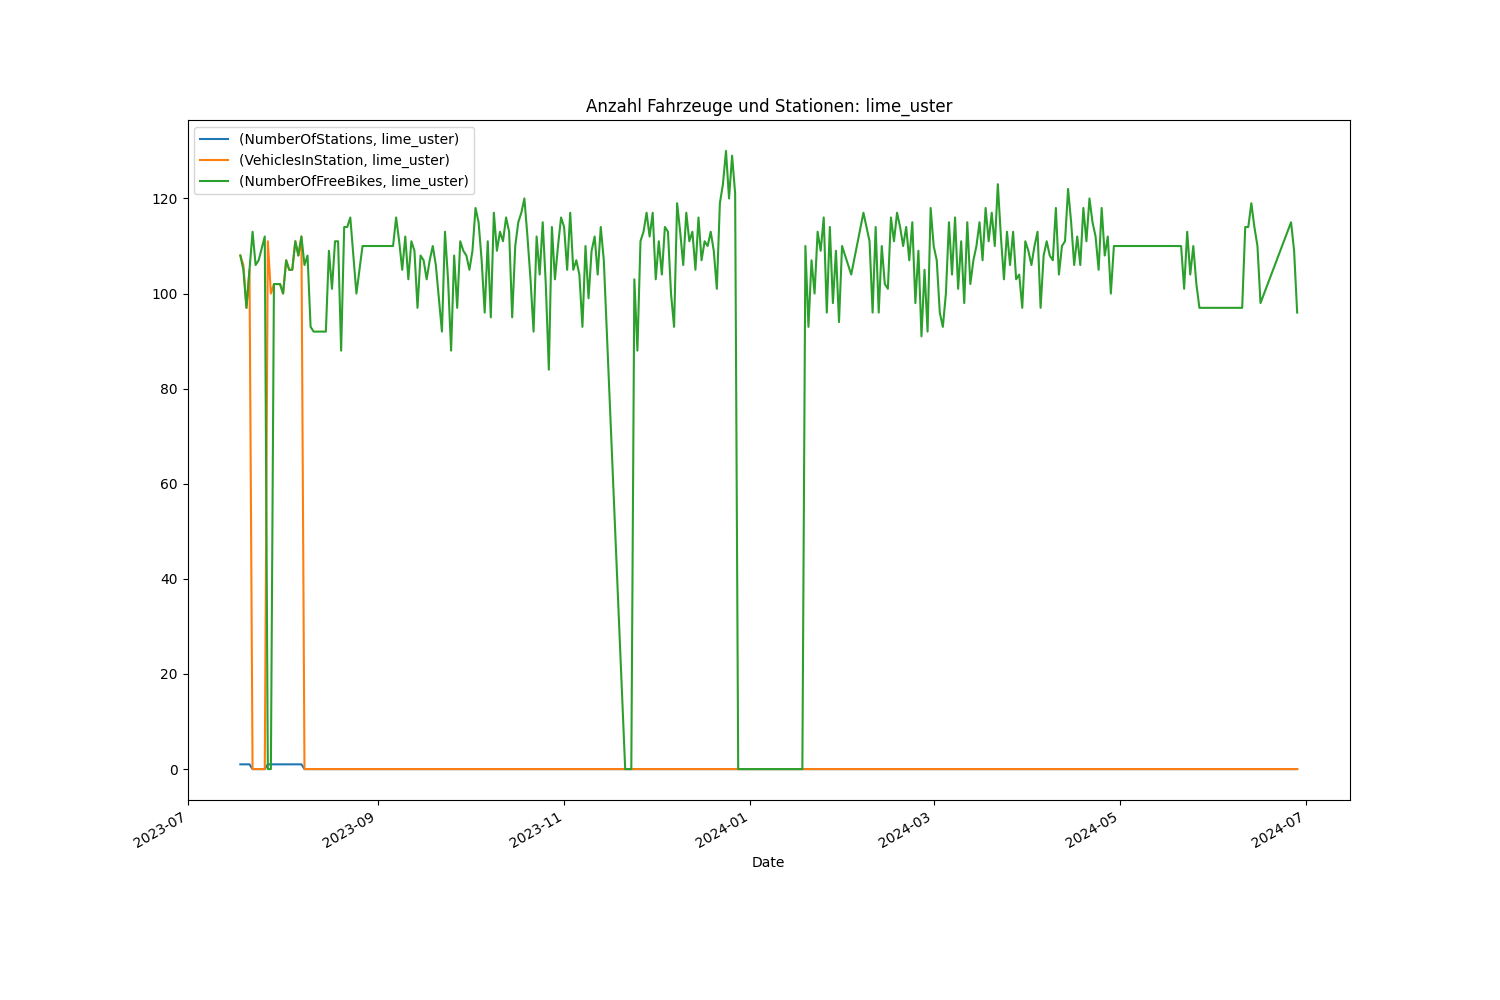 Anzahl Fahrzeuge und Stationen: lime_uster
(NumberOfStations, lime_uster)
(VehiclesInStation, lime_uster)
(NumberOfFreeBikes, lime_uster)
120
100
80
60
40
20
0
2023-07
2023-09
2023-11
2024-01
2024-03
2024-05
2024-07
Date